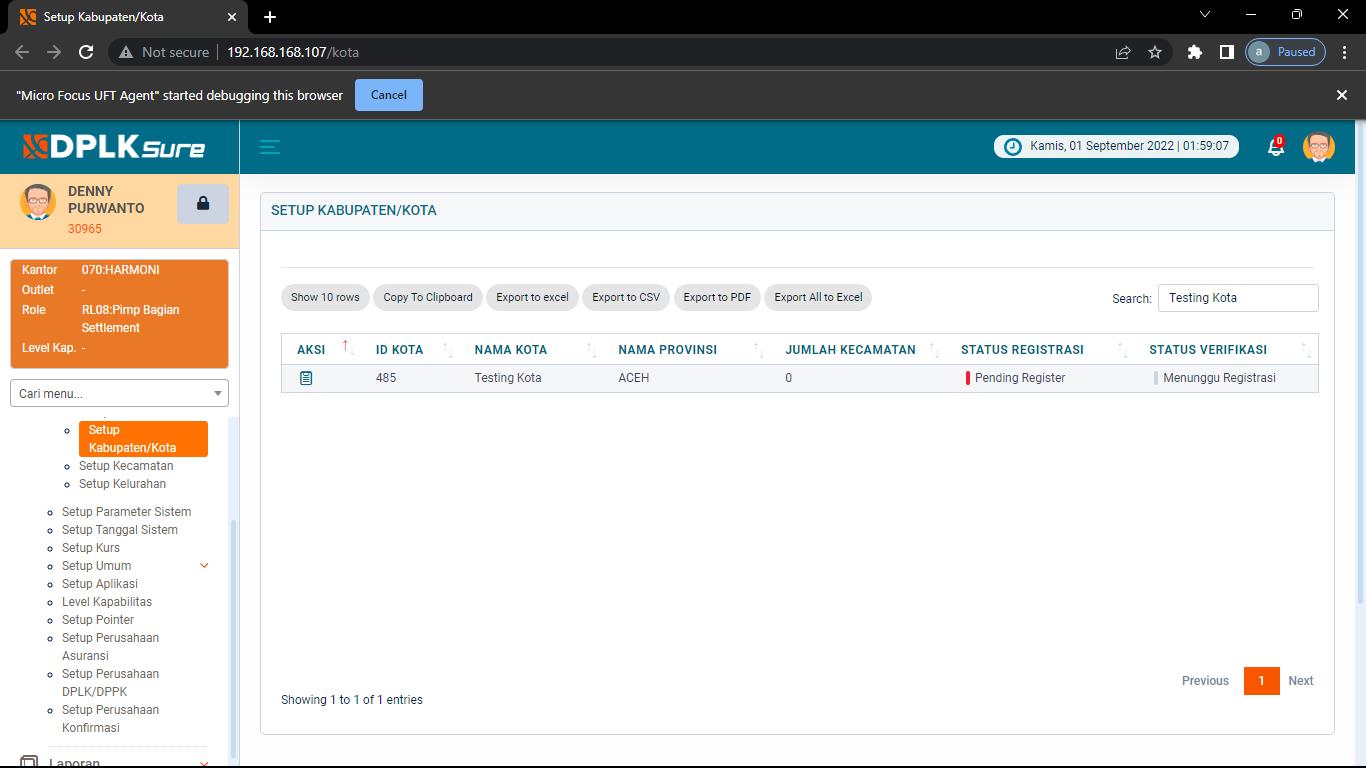 Setup Kabupaten/Kota
Not secure
192.168.168.107/kota
a
Paused
"Micro Focus UFT Agent" started debugging this browser
Cancel
DPLK Sure
Kamis, 01 September 2022 | 01:59:07
0
DENNY
PURWANTO
30965
Kantor 070:HARMONI
Outlet -
Role RL08:Pimp Bagian
Settlement
Level Kap. -
Cari menu...
Setup
Kabupaten/Kota
Setup Kecamatan
Setup Kelurahan
Setup Parameter Sistem
Setup Tanggal Sistem
Setup Kurs
Setup Umum
Setup Aplikasi
Level Kapabilitas
Setup Pointer
Setup Perusahaan
Asuransi
Setup Perusahaan
DPLK/DPPK
Setup Perusahaan
Konfirmasi
Laporan
SETUP KABUPATEN/KOTA
Show 10 rows Copy To Clipboard Export to excel Export to CSV Export to PDF Export All to Excel
Search: Testing Kota
AKSI ID KOTA NAMA KOTA NAMA PROVINSI JUMLAH KECAMATAN STATUS REGISTRASI STATUS VERIFIKASI
485 Testing Kota ACEH 0 Pending Register Menunggu Registrasi
Previous 1 Next
Showing 1 to 1 of 1 entries